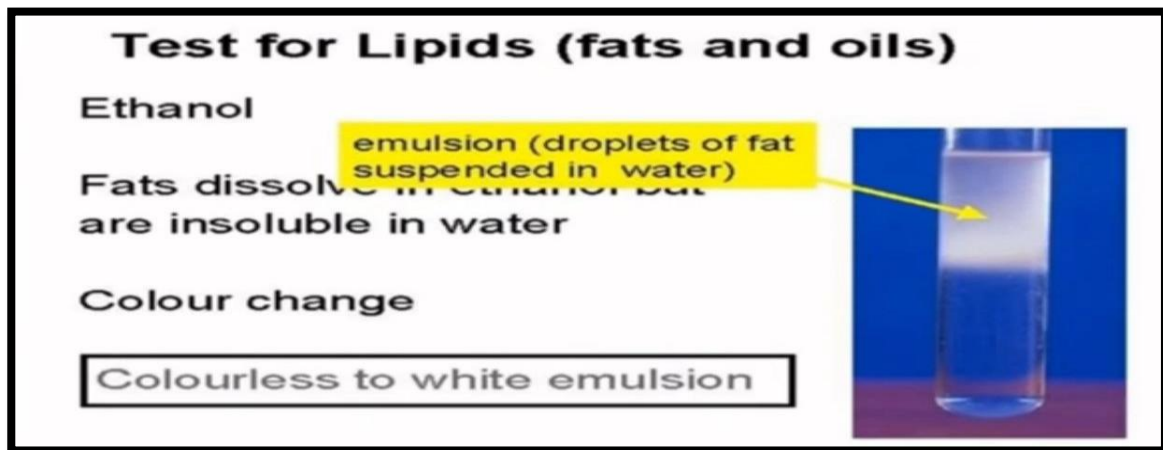 Test for Lipids (fats and oils)
Ethanol
emulsion (droplets of fat
suspended in water)
Fats dissolve in ethanol but
are insoluble in water
Colour change
Colourless to white emulsion